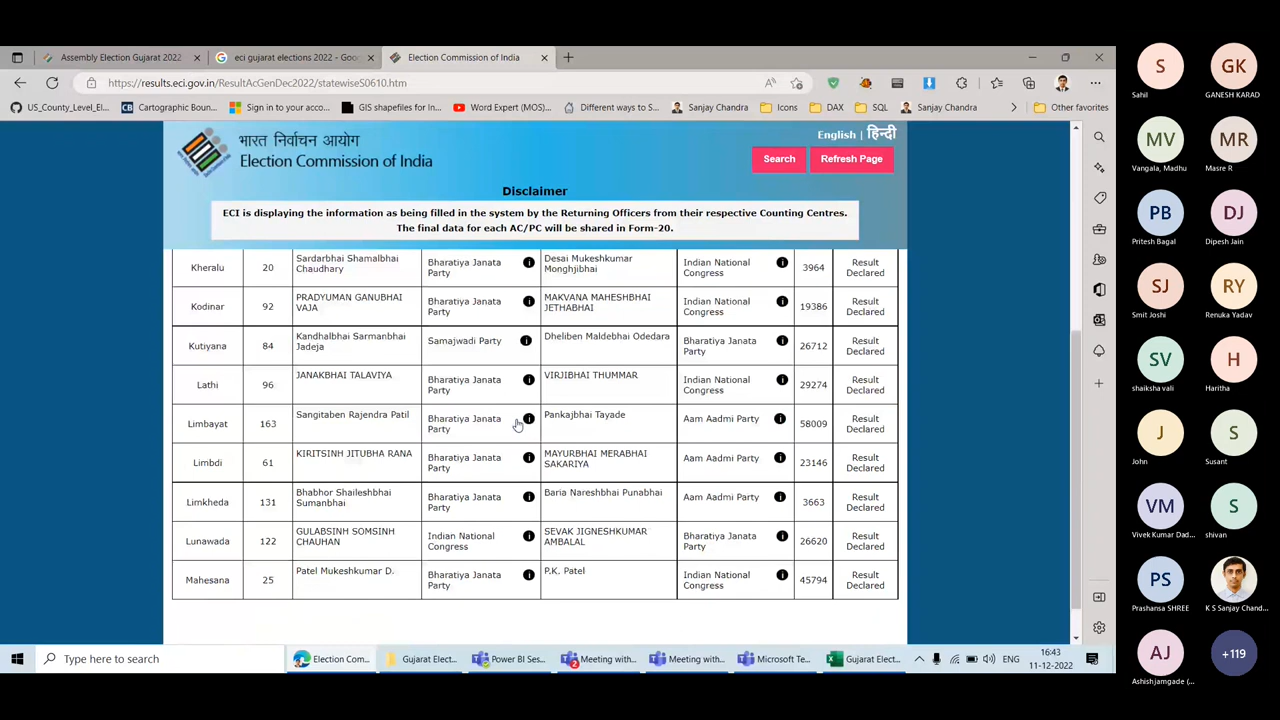 Assembly Election Gujarat 2022
eci gujarat elections 2022 - Goo
Election Commission of India
https://results.eci.gov.in/ResultAcGenDec2022/statewiseS0610.htm
US_County_Level_El...
Cartographic Boun...
Sign in to your acco...
GIS shapefiles for In...
Word Expert (MOS)...
Different ways to S...
Sanjay Chandra
Icons
DAX
SQL
Sanjay Chandra
Other favorites
भारत निर्वाचन आयोग
Election Commission of India
English | हिन्दी
Search
Refresh Page
Disclaimer
ECI is displaying the information as being filled in the system by the Returning Officers from their respective Counting Centres.
The final data for each AC/PC will be shared in Form-20.
Kheralu 20 Sardarbhai Shamalbhai Chaudhary Bharatiya Janata Party i Desai Mukeshkumar Monghjibhai Indian National Congress i 3964 Result Declared
Kodinar 92 PRADYUMAN GANUBHAI VAJA Bharatiya Janata Party i MAKVANA MAHESHBHAI JETHABHAI Indian National Congress i 19386 Result Declared
Kutiyana 84 Kandhalbhai Sarmanbhai Jadeja Samajwadi Party i Dheliben Maldebhai Odedara Bharatiya Janata Party i 26712 Result Declared
Lathi 96 JANAKBHAI TALAVIYA Bharatiya Janata Party i VIRJIBHAI THUMMAR Indian National Congress i 29274 Result Declared
Limbayat 163 Sangitaben Rajendra Patil Bharatiya Janata Party i Pankajbhai Tayade Aam Aadmi Party i 58009 Result Declared
Limbdi 61 KIRITSINH JITUBHA RANA Bharatiya Janata Party i MAYURBHAI MERABHAI SAKARIYA Aam Aadmi Party i 23146 Result Declared
Limkheda 131 Bhabhor Shaileshbhai Sumanbhai Bharatiya Janata Party i Baria Nareshbhai Punabhai Aam Aadmi Party i 3663 Result Declared
Lunawada 122 GULABSINH SOMSINH CHAUHAN Indian National Congress i SEVAK JIGNESHKUMAR AMBALAL Bharatiya Janata Party i 26620 Result Declared
Mahesana 25 Patel Mukeshkumar D. Bharatiya Janata Party i P.K. Patel Indian National Congress i 45794 Result Declared
Type here to search
Election Com...
Gujarat Elect...
Power BI Ses...
Meeting with...
Meeting with...
Microsoft Te...
Gujarat Elect...
ENG
16:43
11-12-2022
S
Sahil
GK
GANESH KARAD
MV
Vangala, Madhu
MR
Masre R
PB
Pritesh Bagal
DJ
Dipesh Jain
SJ
Smit Joshi
RY
Renuka Yadav
SV
shaiksha vali
H
Haritha
J
John
S
Susant
VM
Vivek Kumar Dad...
S
shivan
PS
Prashansa SHREE
K S Sanjay Chand...
AJ
Ashish jamgade (...
+119